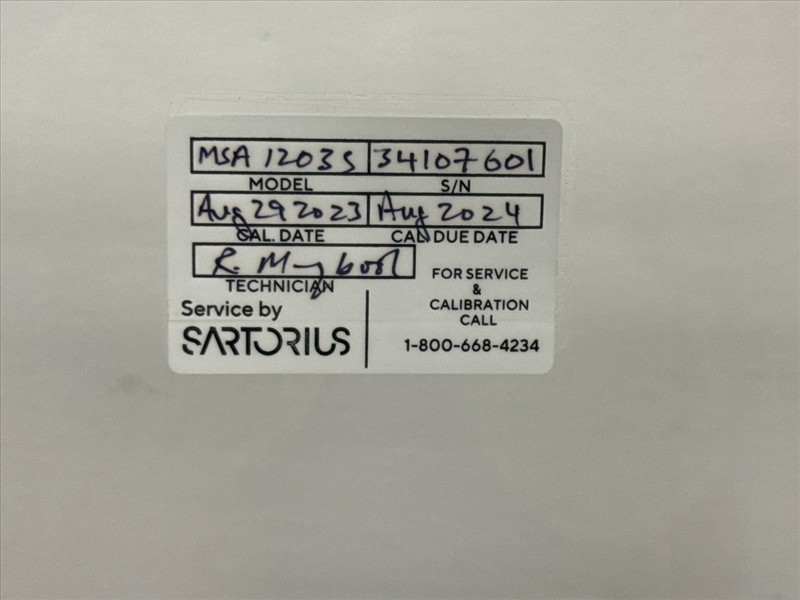 MSA 1203S 34107601
MODEL S/N
Aug 29 2023 Aug 2024
CAL. DATE CAL DUE DATE
R.
TECHNICIAN
FOR SERVICE
&
CALIBRATION
CALL
1-800-668-4234
Service by
SARTORIUS